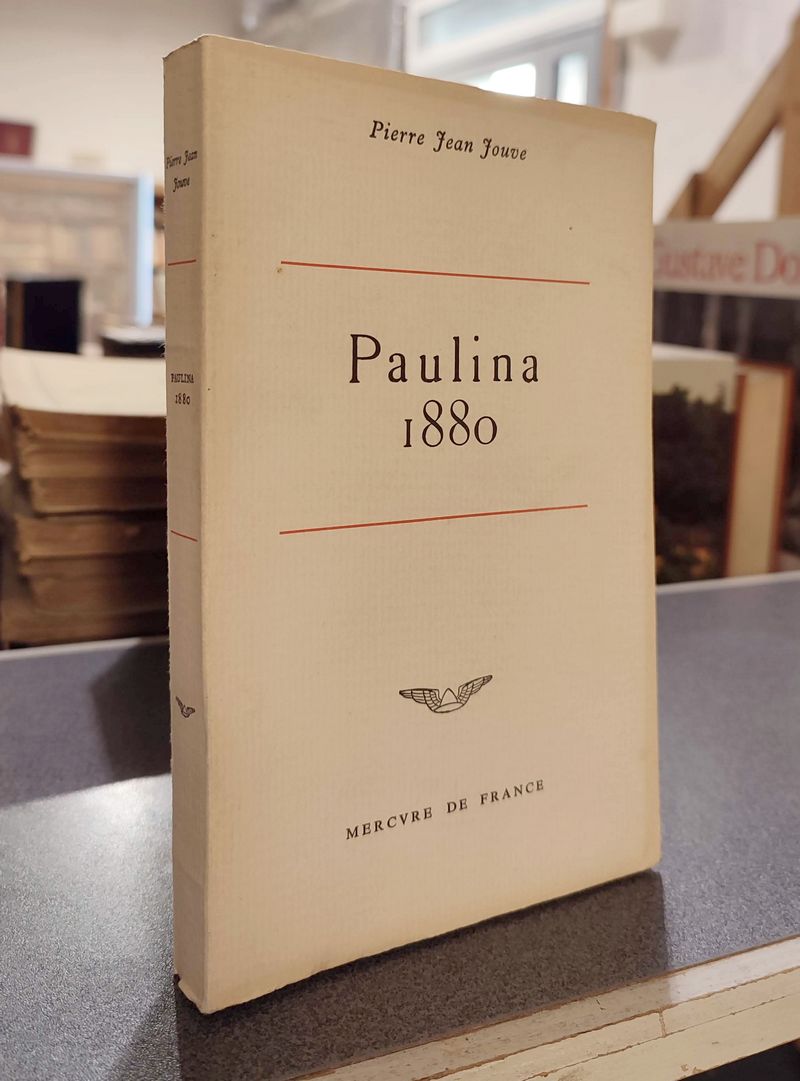 Pierre Jean Jouve
Paulina
1880
MERCVRE DE FRANCE
Pierre Jean
Jouve
PAULINA
1880
Gustave Do